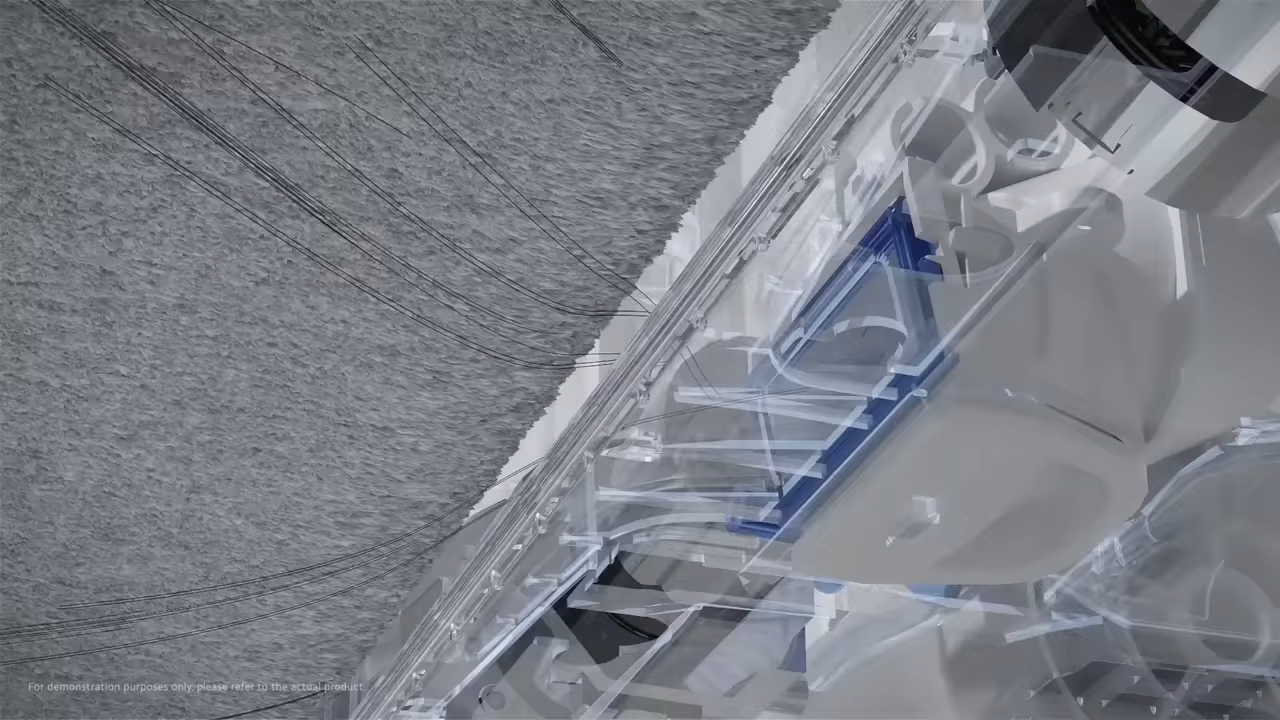 For demonstration purposes only, please refer to the actual product